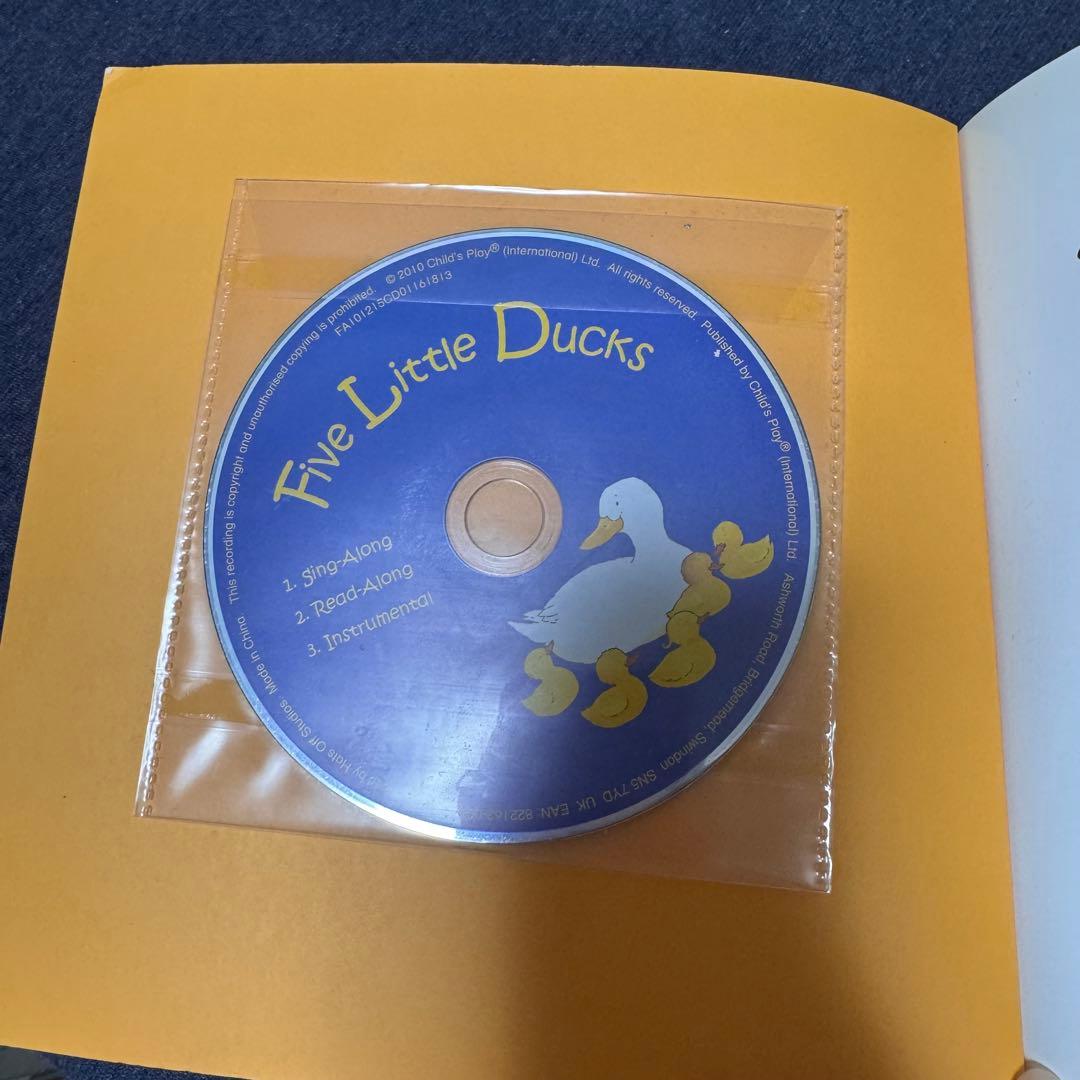 Five Little Ducks
1. Sing-Along
2. Read-Along
3. Instrumental
FA101215CD01161813
Made in China. This recording is copyright and unauthorised copying is prohibited. © 2010 Child's Play® (International) Ltd. All rights reserved. Published by Child's Play® (International) Ltd. Ashworth Road, Bridgemead, Swindon SN5 7YD UK EAN
by Hats Off Studios.